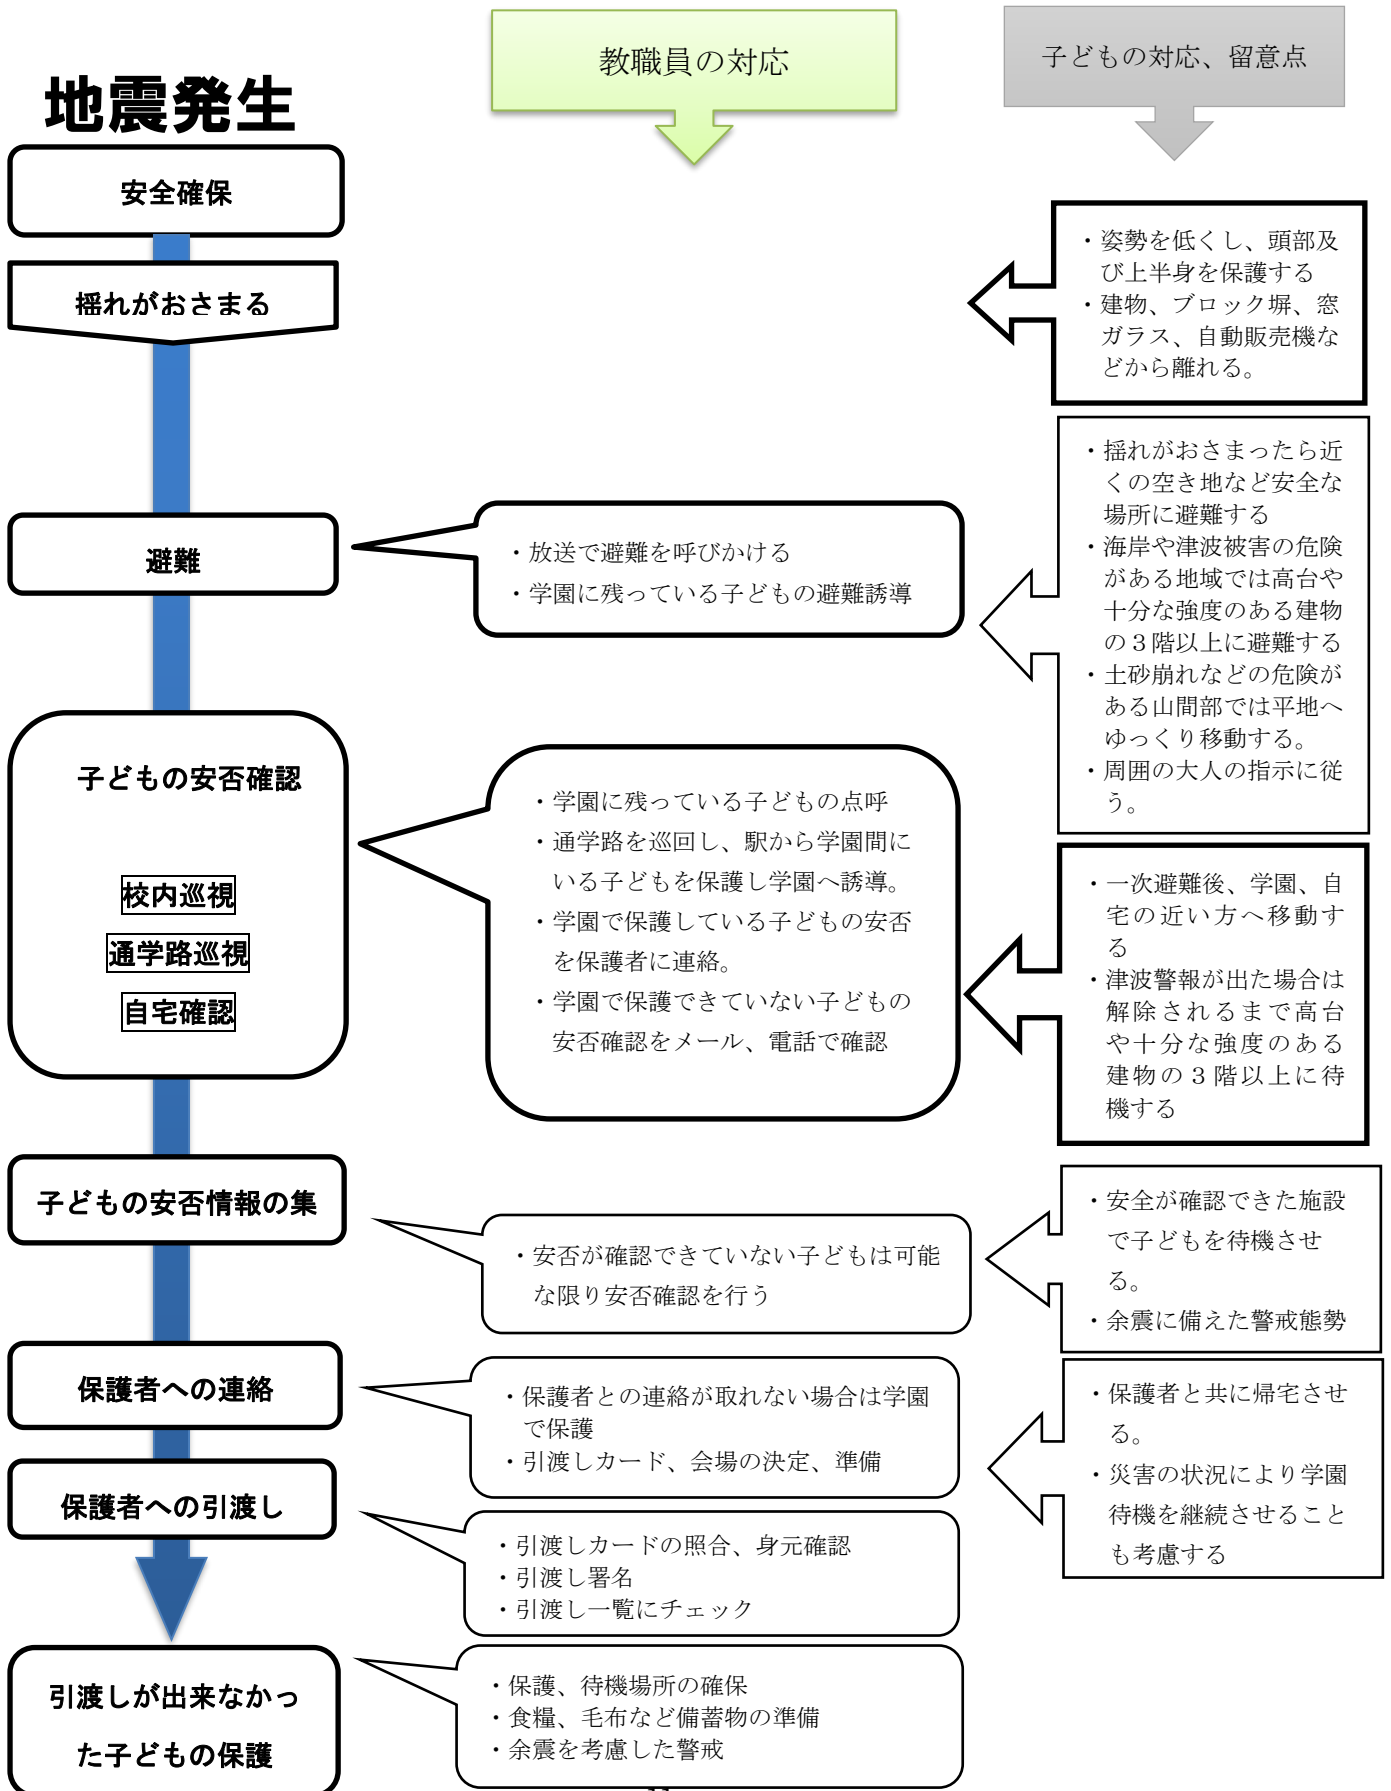 教職員の対応
子どもの対応、留意点
地震発生
安全確保
揺れがおさまる
・姿勢を低くし、頭部及
び上半身を保護する
・建物、ブロック塀、窓
ガラス、自動販売機な
どから離れる。
避難
・放送で避難を呼びかける
・学園に残っている子どもの避難誘導
・揺れがおさまったら近
くの空き地など安全な
場所に避難する
・海岸や津波被害の危険
がある地域では高台や
十分な強度のある建物
の３階以上に避難する
・土砂崩れなどの危険が
ある山間部では平地へ
ゆっくり移動する。
・周囲の大人の指示に従
う。
子どもの安否確認
校内巡視
通学路巡視
自宅確認
・学園に残っている子どもの点呼
・通学路を巡回し、駅から学園間に
いる子どもを保護し学園へ誘導。
・学園で保護している子どもの安否
を保護者に連絡。
・学園で保護できていない子どもの
安否確認をメール、電話で確認
・一次避難後、学園、自
宅の近い方へ移動す
る
・津波警報が出た場合は
解除されるまで高台
や十分な強度のある
建物の３階以上に待
機する
子どもの安否情報の集
・安否が確認できていない子どもは可能
な限り安否確認を行う
・安全が確認できた施設
で子どもを待機させ
る。
・余震に備えた警戒態勢
保護者への連絡
・保護者との連絡が取れない場合は学園
で保護
・引渡しカード、会場の決定、準備
・保護者と共に帰宅させ
る。
・災害の状況により学園
待機を継続させること
も考慮する
保護者への引渡し
・引渡しカードの照合、身元確認
・引渡し署名
・引渡し一覧にチェック
引渡しが出来なかっ
た子どもの保護
・保護、待機場所の確保
・食糧、毛布など備蓄物の準備
・余震を考慮した警戒